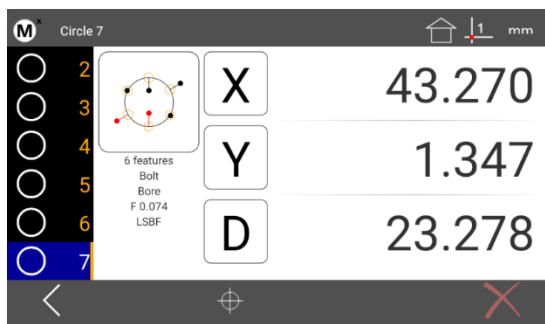 M^x Circle 7 1 mm
2
3
4
5
6
7
6 features
Bolt
Bore
F 0.074
LSBF
X 43.270
Y 1.347
D 23.278